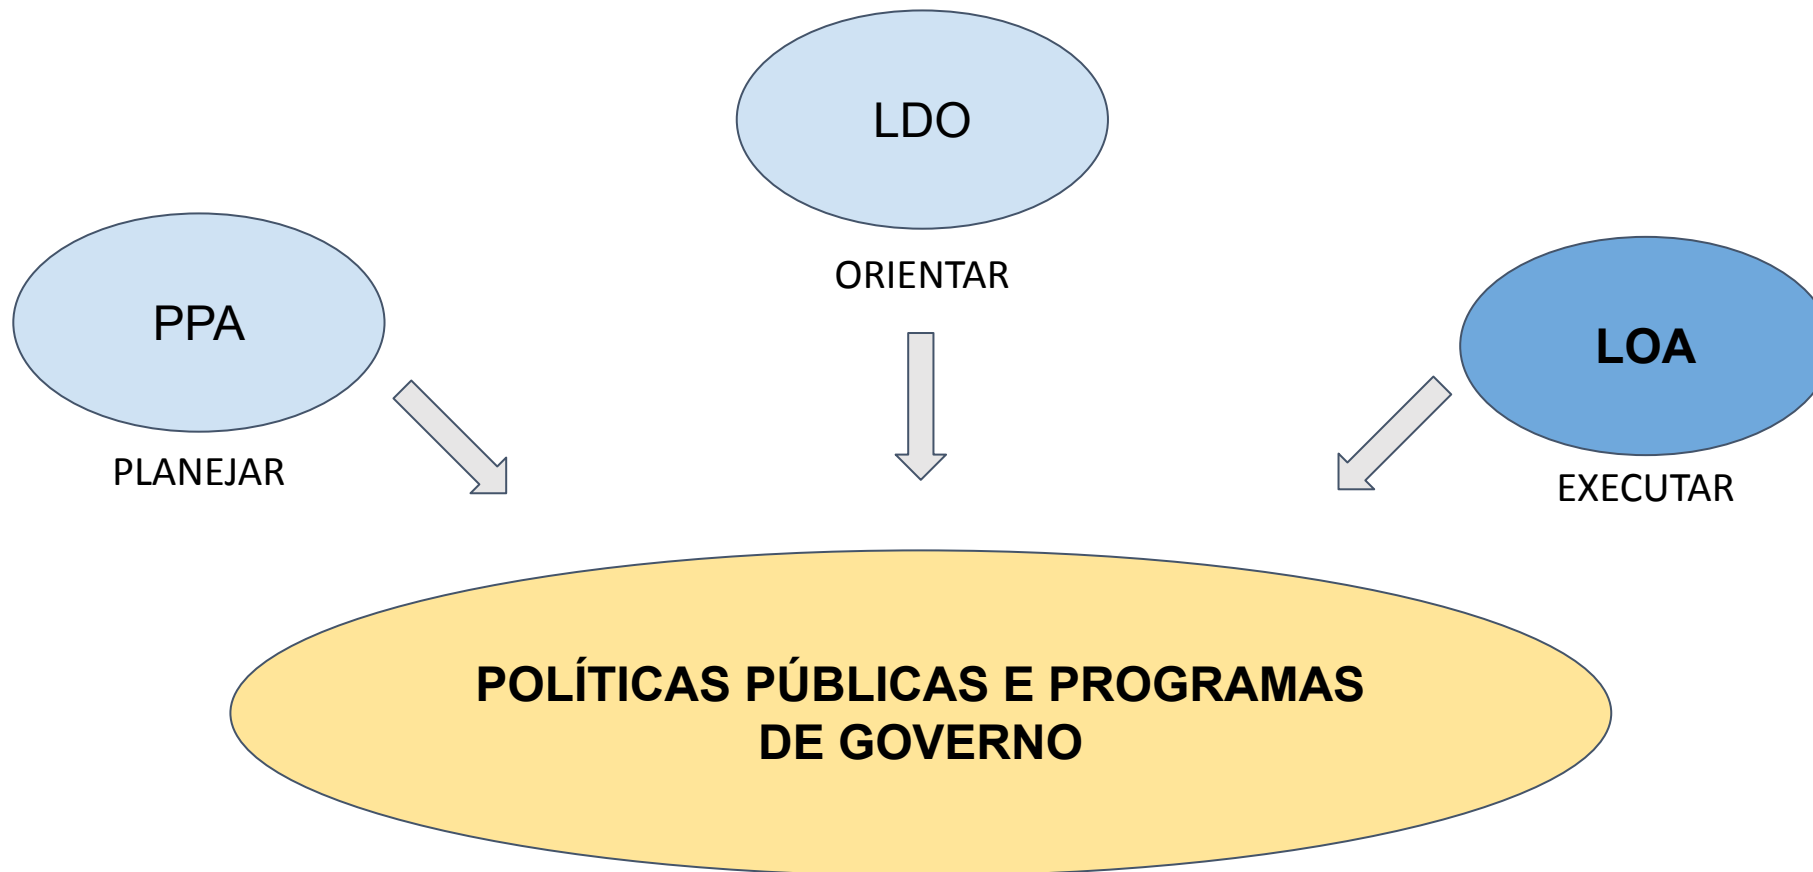 LDO
ORIENTAR
PPA
PLANEJAR
LOA
EXECUTAR
POLÍTICAS PÚBLICAS E PROGRAMAS
DE GOVERNO